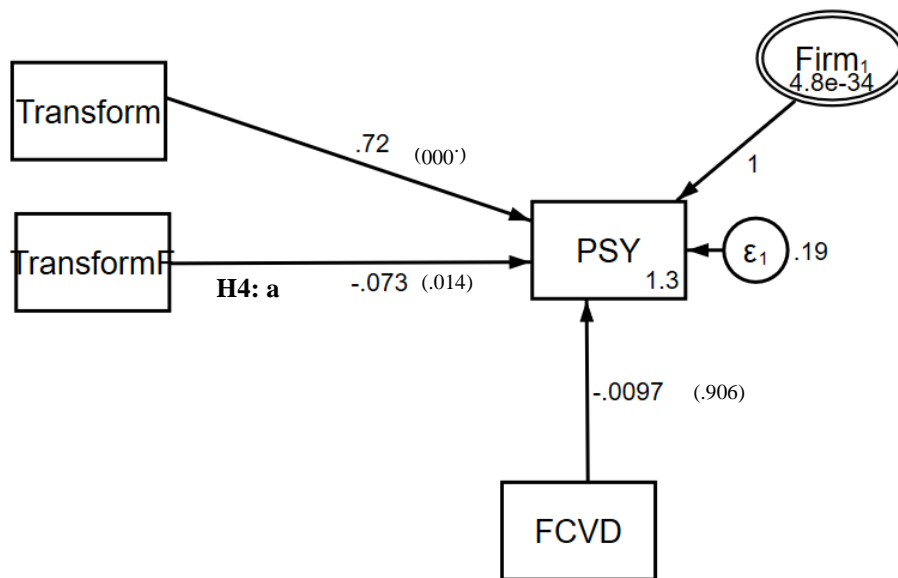 Firm₁
4.8e-34
Transform
.72 (000.)
1
TransformF
PSY
1.3
ε₁ .19
H4: a -.073 (.014)
-.0097 (.906)
FCVD